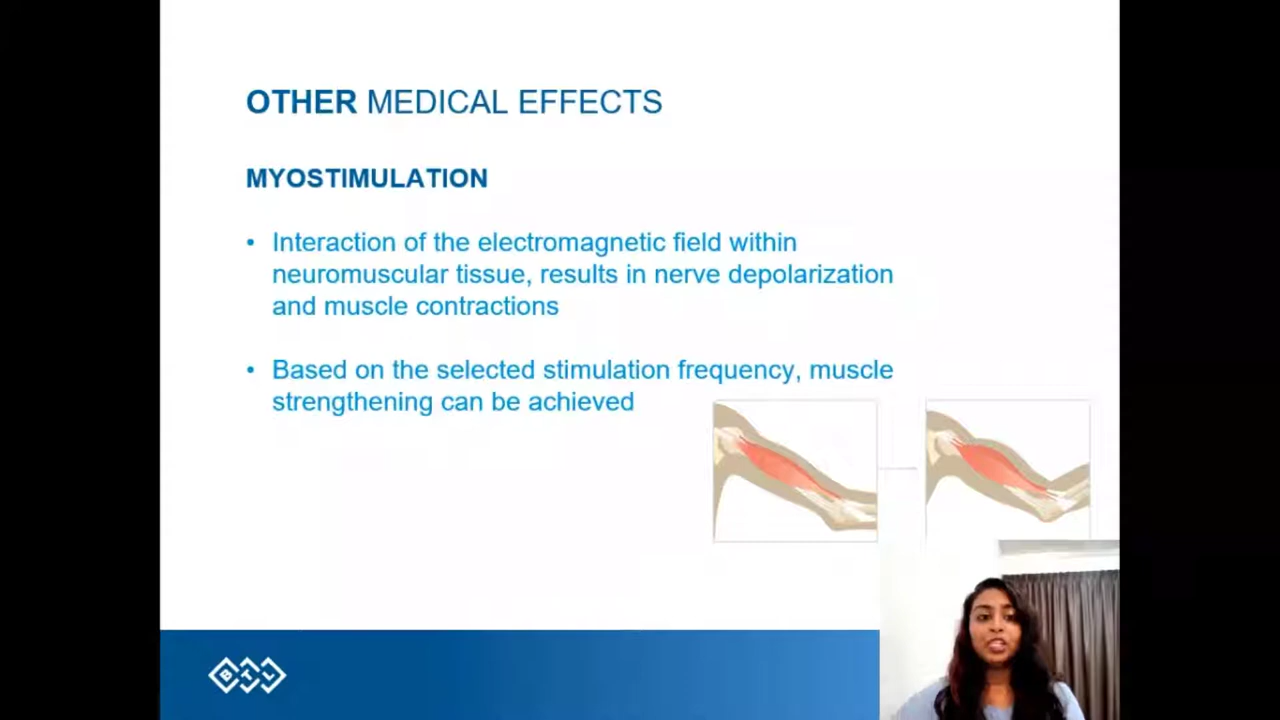 OTHER MEDICAL EFFECTS
MYOSTIMULATION
• Interaction of the electromagnetic field within
neuromuscular tissue, results in nerve depolarization
and muscle contractions
• Based on the selected stimulation frequency, muscle
strengthening can be achieved
BTL